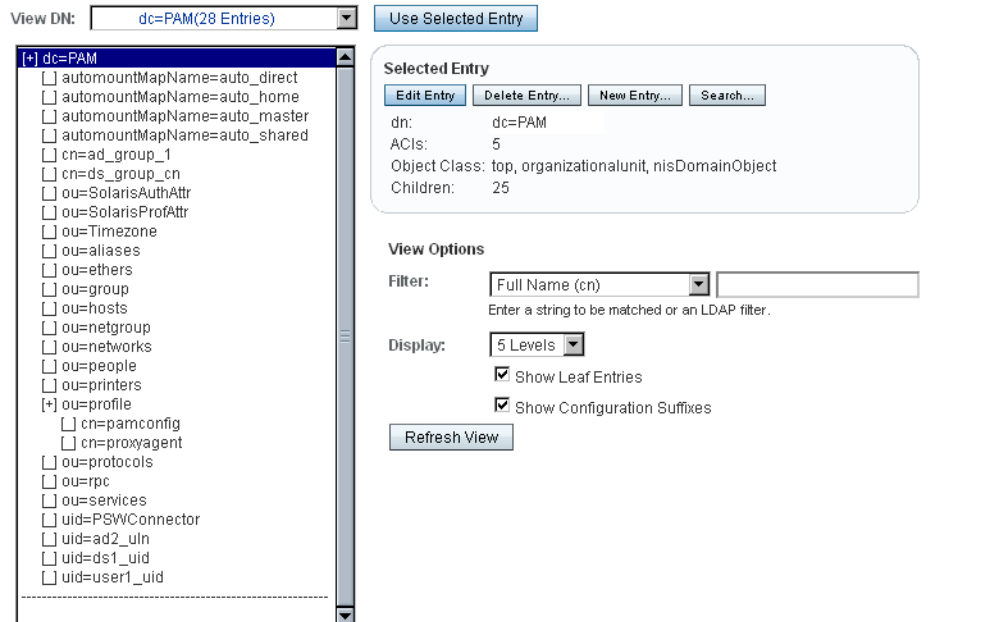 View DN: dc=PAM(28 Entries) Use Selected Entry
[+] dc=PAM
[ ] automountMapName=auto_direct
[ ] automountMapName=auto_home
[ ] automountMapName=auto_master
[ ] automountMapName=auto_shared
[ ] cn=ad_group_1
[ ] cn=ds_group_cn
[ ] ou=SolarisAuthAttr
[ ] ou=SolarisProfAttr
[ ] ou=Timezone
[ ] ou=aliases
[ ] ou=ethers
[ ] ou=group
[ ] ou=hosts
[ ] ou=netgroup
[ ] ou=networks
[ ] ou=people
[ ] ou=printers
[+] ou=profile
[ ] cn=pamconfig
[ ] cn=proxyagent
[ ] ou=protocols
[ ] ou=rpc
[ ] ou=services
[ ] uid=PSWConnector
[ ] uid=ad2_uln
[ ] uid=ds1_uid
[ ] uid=user1_uid
Selected Entry
Edit Entry Delete Entry... New Entry... Search...
dn: dc=PAM
ACIs: 5
Object Class: top, organizationalunit, nisDomainObject
Children: 25
View Options
Filter: Full Name (cn)
Enter a string to be matched or an LDAP filter.
Display: 5 Levels
Show Leaf Entries
Show Configuration Suffixes
Refresh View